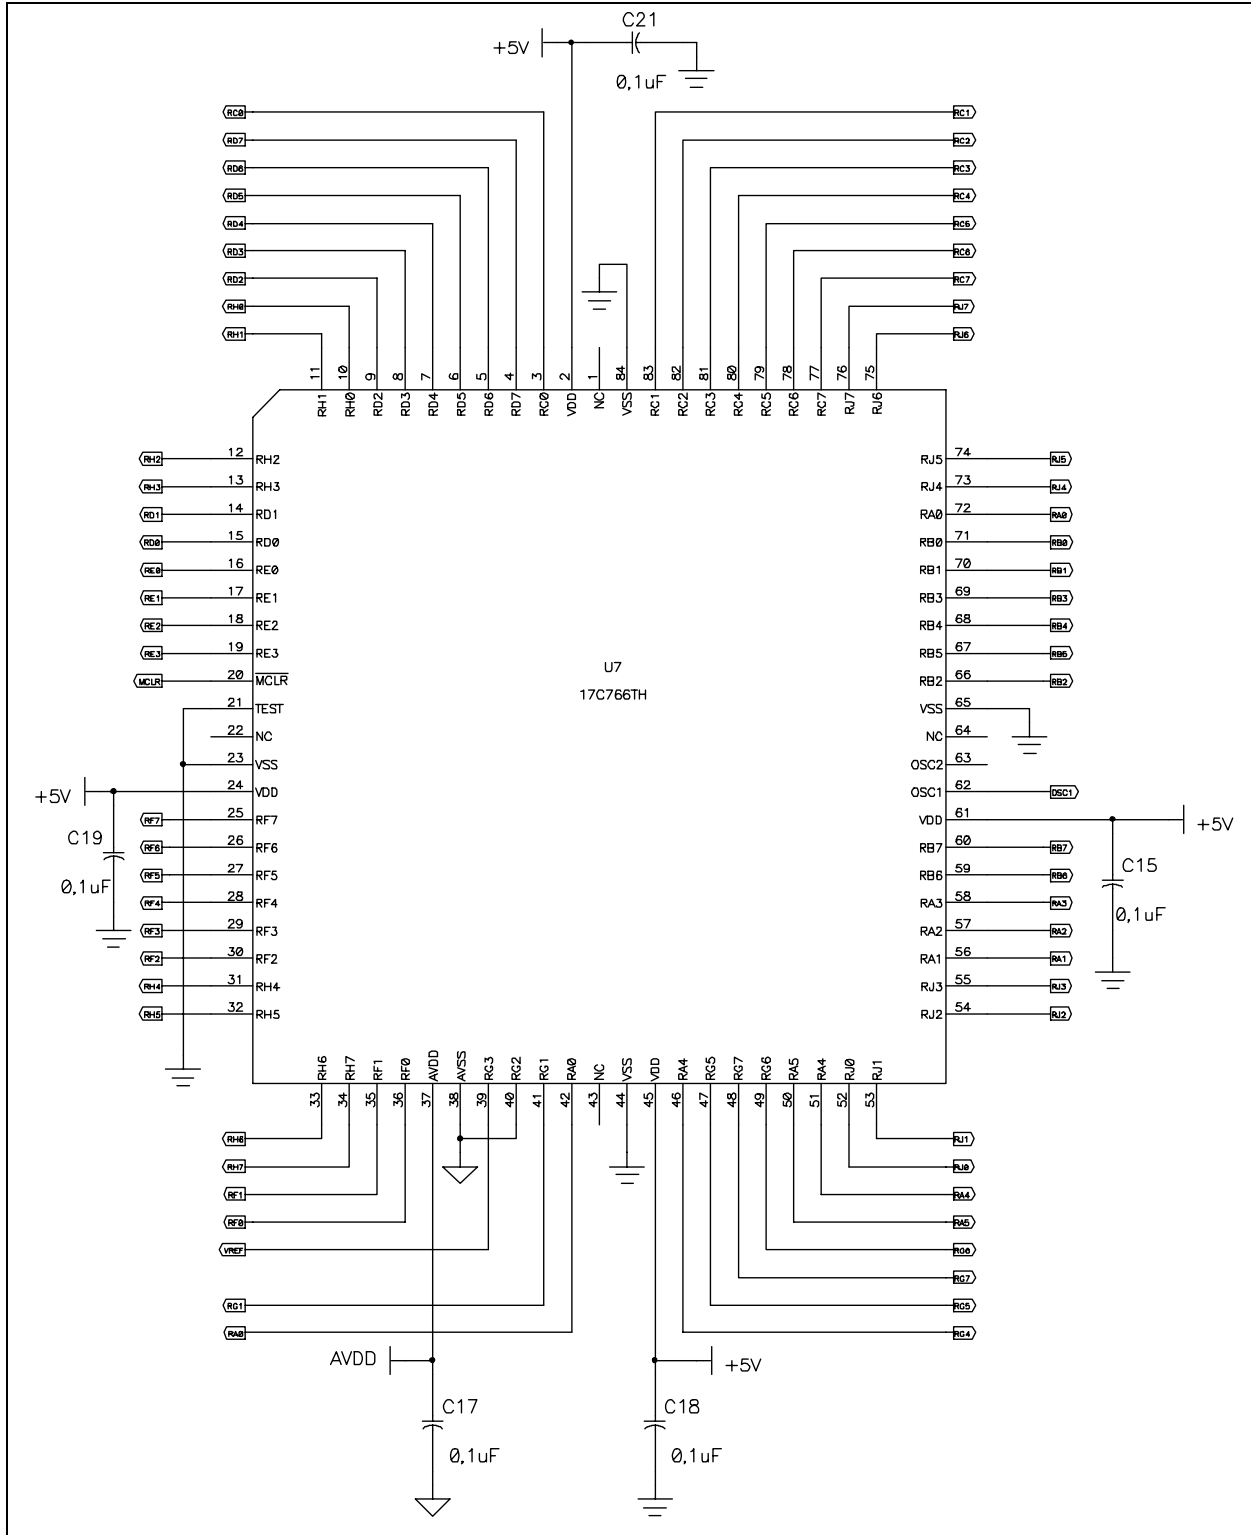 C21
+5V
0,1uF
RC0
RC1
RD7
RC2
RD6
RC3
RD5
RC4
RD4
RC5
RD3
RC6
RD2
RC7
RH0
RJ7
RH1
RJ6
11 10 9 8 7 6 5 4 3 2 1 84 83 82 81 80 79 78 77 76 75
RH1 RH0 RD2 RD3 RD4 RD5 RD6 RD7 RC0 VDD NC VSS RC1 RC2 RC3 RC4 RC5 RC6 RC7 RJ7 RJ6
RH2 12 RH2 RJ5 74 RJ5
RH3 13 RH3 RJ4 73 RJ4
RD1 14 RD1 RA0 72 RA0
RD0 15 RD0 RB0 71 RB0
RE0 16 RE0 RB1 70 RB1
RE1 17 RE1 RB3 69 RB3
RE2 18 RE2 RB4 68 RB4
RE3 19 RE3 RB5 67 RB5
U7
MCLR 20 MCLR RB2 66 RB2
17C766TH
21 TEST VSS 65
22 NC NC 64
23 VSS OSC2 63
+5V 24 VDD OSC1 62 OSC1
RF7 25 RF7 VDD 61 +5V
C19 RF6 26 RF6 RB7 60 RB7
RF5 27 RF5 RB6 59 RB6 C15
0,1uF
RF4 28 RF4 RA3 58 RA3
0,1uF
RF3 29 RF3 RA2 57 RA2
RF2 30 RF2 RA1 56 RA1
RH4 31 RH4 RJ3 55 RJ3
RH5 32 RH5 RJ2 54 RJ2
RH6 RH7 RF1 RF0 AVDD AVSS RG3 RG2 RG1 RA0 NC VSS VDD RA4 RG5 RG7 RG6 RA5 RA4 RJ0 RJ1
33 34 35 36 37 38 39 40 41 42 43 44 45 46 47 48 49 50 51 52 53
RH6
RJ1
RH7
RJ0
RF1
RA4
RF0
RA5
VREF
RG6
RG7
RG1
RG5
RA0
RG4
AVDD
+5V
C17
C18
0,1uF
0,1uF